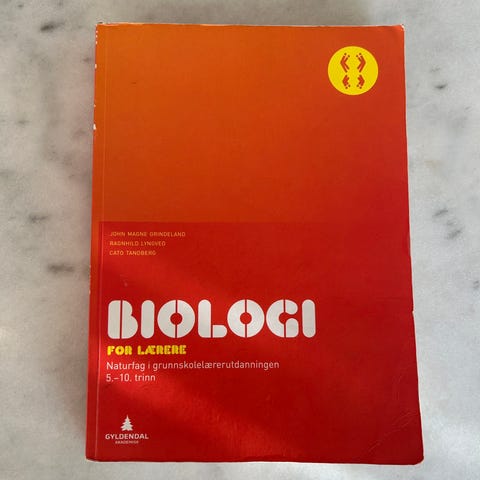 JOHN MAGNE GRINDELAND
RAGNHILD LYNGVED
CATO TANDBERG
BIOLOGI
FOR LÆRERE
Naturfag i grunnskolelærerutdanningen
5.–10. trinn
GYLDENDAL
AKADEMISK